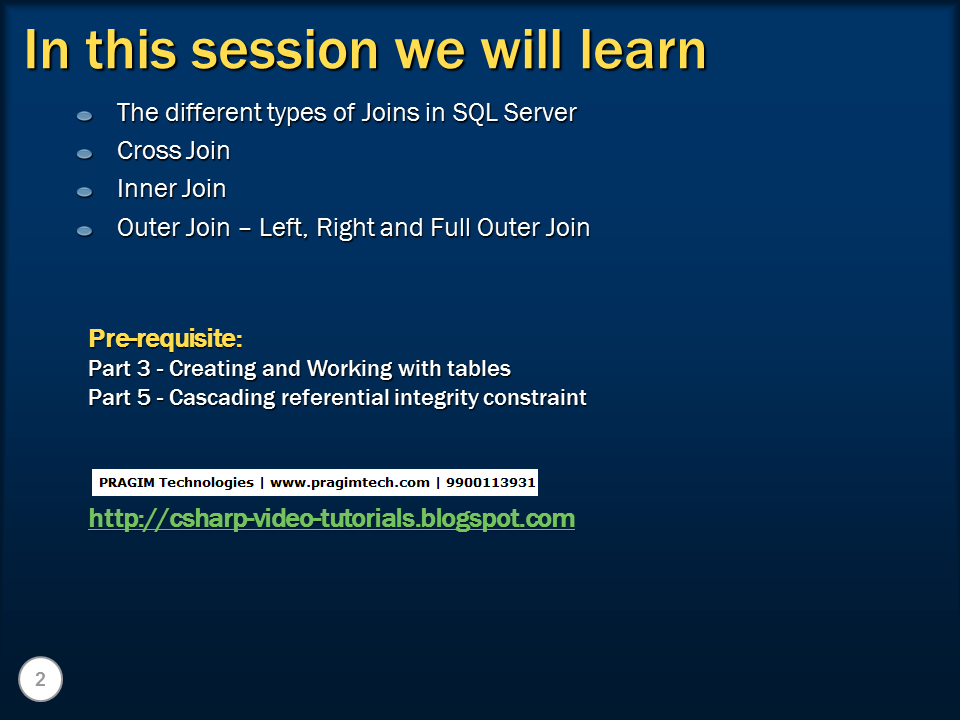 In this session we will learn
The different types of Joins in SQL Server
Cross Join
Inner Join
Outer Join – Left, Right and Full Outer Join
Pre-requisite:
Part 3 - Creating and Working with tables
Part 5 - Cascading referential integrity constraint
PRAGIM Technologies | www.pragimtech.com | 9900113931
http://csharp-video-tutorials.blogspot.com
2